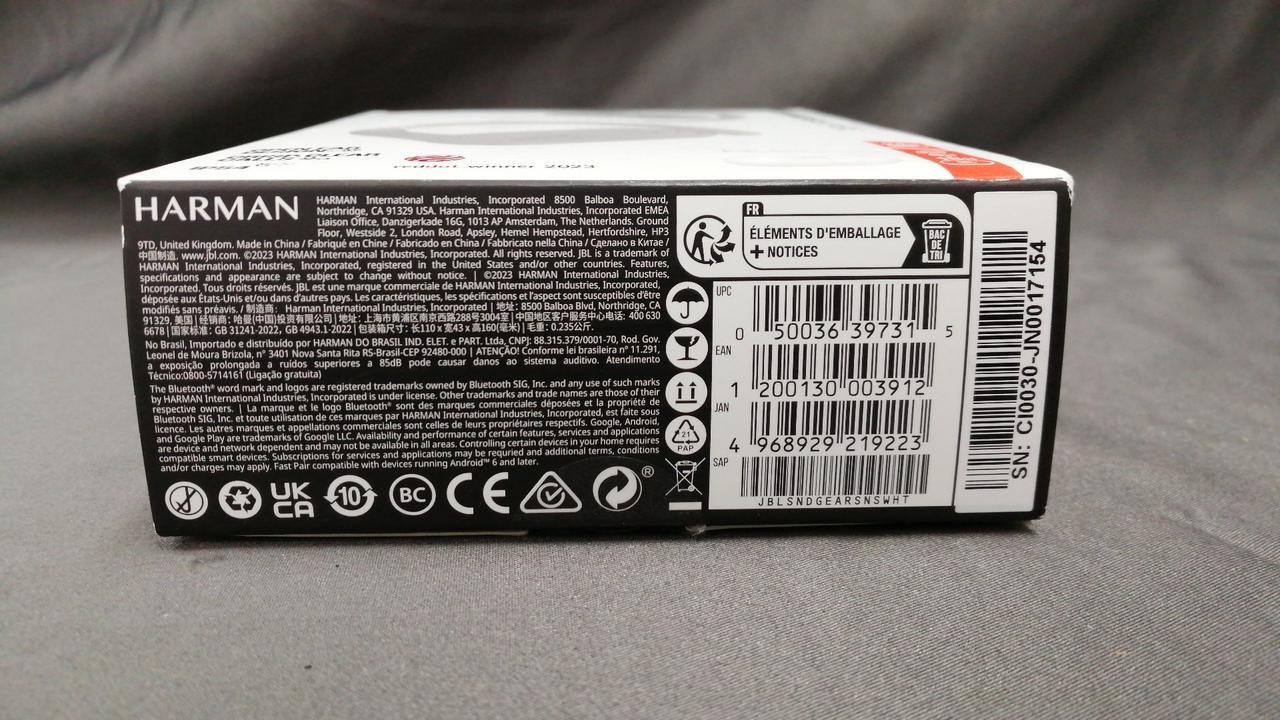 IP54
reddot winner 2023
HARMAN
HARMAN International Industries, Incorporated 8500 Balboa Boulevard,
Northridge, CA 91329 USA. Harman International Industries, Incorporated EMEA
Liaison Office, Danzigerkade 16G, 1013 AP Amsterdam, The Netherlands. Ground
Floor, Westside 2, London Road, Apsley, Hemel Hempstead, Hertfordshire, HP3
9TD, United Kingdom. Made in China / Fabriqué en Chine / Fabricado en China / Fabbricato nella China / Сделано в Китае /
中国制造. www.jbl.com. ©2023 HARMAN International Industries, Incorporated. All rights reserved. JBL is a trademark of
HARMAN International Industries, Incorporated, registered in the United States and/or other countries. Features,
specifications and appearance are subject to change without notice. | ©2023 HARMAN International Industries,
Incorporated. Tous droits réservés. JBL est une marque commerciale de HARMAN International Industries, Incorporated,
déposée aux États-Unis et/ou dans d'autres pays. Les caractéristiques, les spécifications et l'aspect sont susceptibles d'être
modifiés sans préavis. / 制造商: Harman International Industries, Incorporated | 地址: 8500 Balboa Blvd, Northridge, CA
91329, 美国 | 经销商: 哈曼(中国)投资有限公司 | 地址: 上海市黄浦区南京西路288号3004室 | 中国地区客户服务中心电话: 400 630
6678 | 国家标准: GB 31241-2022, GB 4943.1-2022 | 包装箱尺寸: 长110 x 宽43 x 高160(毫米) | 毛重: 0.235公斤.
No Brasil, Importado e distribuído por HARMAN DO BRASIL IND. ELET. e PART. Ltda, CNPJ: 88.315.379/0001-70, Rod. Gov.
Leonel de Moura Brizola, n° 3401 Nova Santa Rita RS-Brasil-CEP 92480-000 | ATENÇÃO! Conforme lei brasileira n° 11.291,
a exposição prolongada a ruídos superiores a 85dB pode causar danos ao sistema auditivo. Atendimento
Técnico:0800-5714161 (Ligação gratuita)
The Bluetooth® word mark and logos are registered trademarks owned by Bluetooth SIG, Inc. and any use of such marks
by HARMAN International Industries, Incorporated is under license. Other trademarks and trade names are those of their
respective owners. | La marque et le logo Bluetooth® sont des marques commerciales déposées et la propriété de
Bluetooth SIG, Inc. et toute utilisation de ces marques par HARMAN International Industries, Incorporated, est faite sous
licence. Les autres marques et appellations commerciales sont celles de leurs propriétaires respectifs. Google, Android,
and Google Play are trademarks of Google LLC. Availability and performance of certain features, services and applications
are device and network dependent and may not be available in all areas. Controlling certain devices in your home requires
compatible smart devices. Subscriptions for services and applications may be required and additional terms, conditions
and/or charges may apply. Fast Pair compatible with devices running Android™ 6 and later.
UK
CA
10
BC
CE
®
21
PAP
FR
ÉLÉMENTS D'EMBALLAGE
+ NOTICES
BAC
DE
TRI
UPC
0 50036 39731 5
EAN
1 200130 003912
JAN
4 968929 219223
SAP
JBLSNDGEARSNSWHT
SN: CI0030-JN0017154